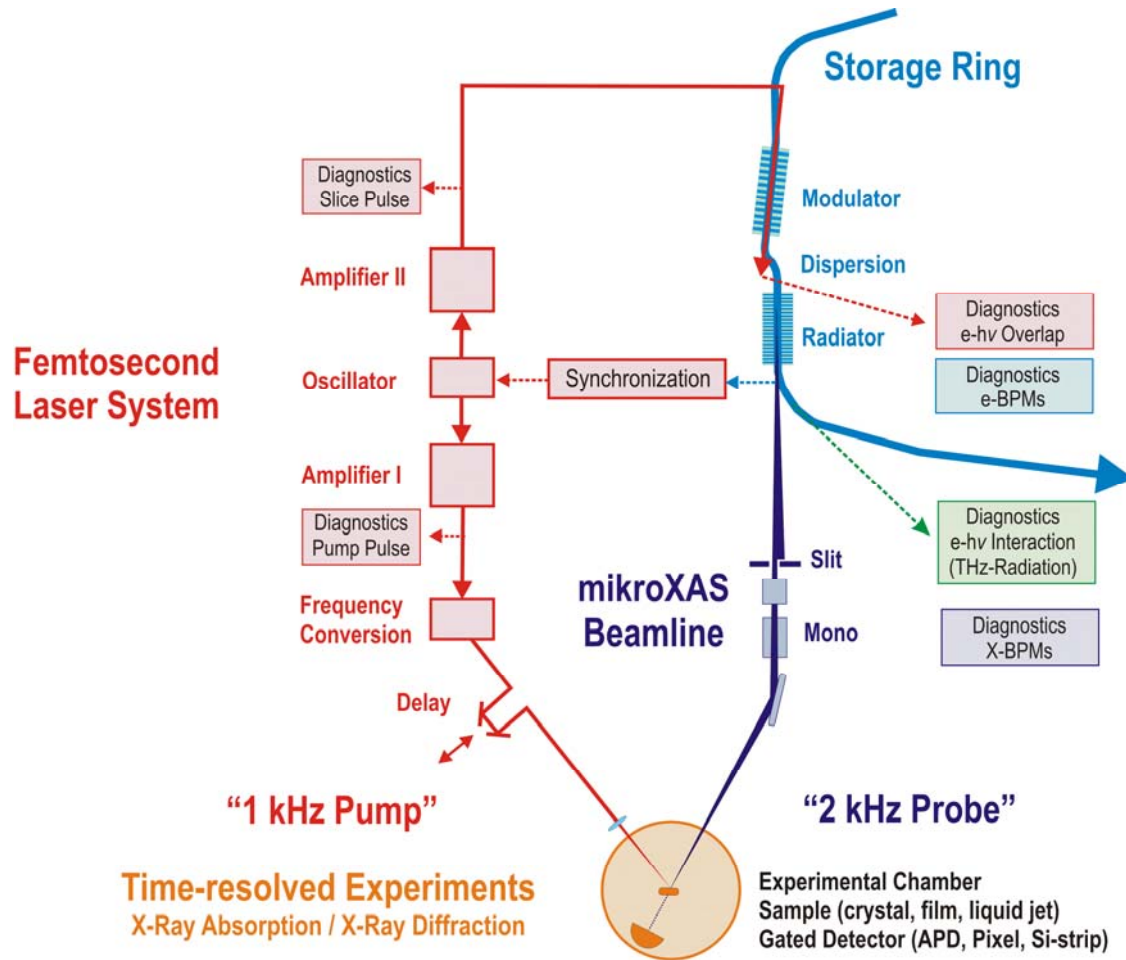 Storage Ring
Diagnostics
Slice Pulse
Modulator
Amplifier II
Dispersion
Diagnostics
e-hν Overlap
Radiator
Femtosecond
Laser System
Oscillator
Synchronization
Diagnostics
e-BPMs
Amplifier I
Diagnostics
Pump Pulse
Diagnostics
e-hν Interaction
(THz-Radiation)
Slit
mikroXAS
Beamline
Frequency
Conversion
Mono
Diagnostics
X-BPMs
Delay
“1 kHz Pump”
“2 kHz Probe”
Time-resolved Experiments
X-Ray Absorption / X-Ray Diffraction
Experimental Chamber
Sample (crystal, film, liquid jet)
Gated Detector (APD, Pixel, Si-strip)